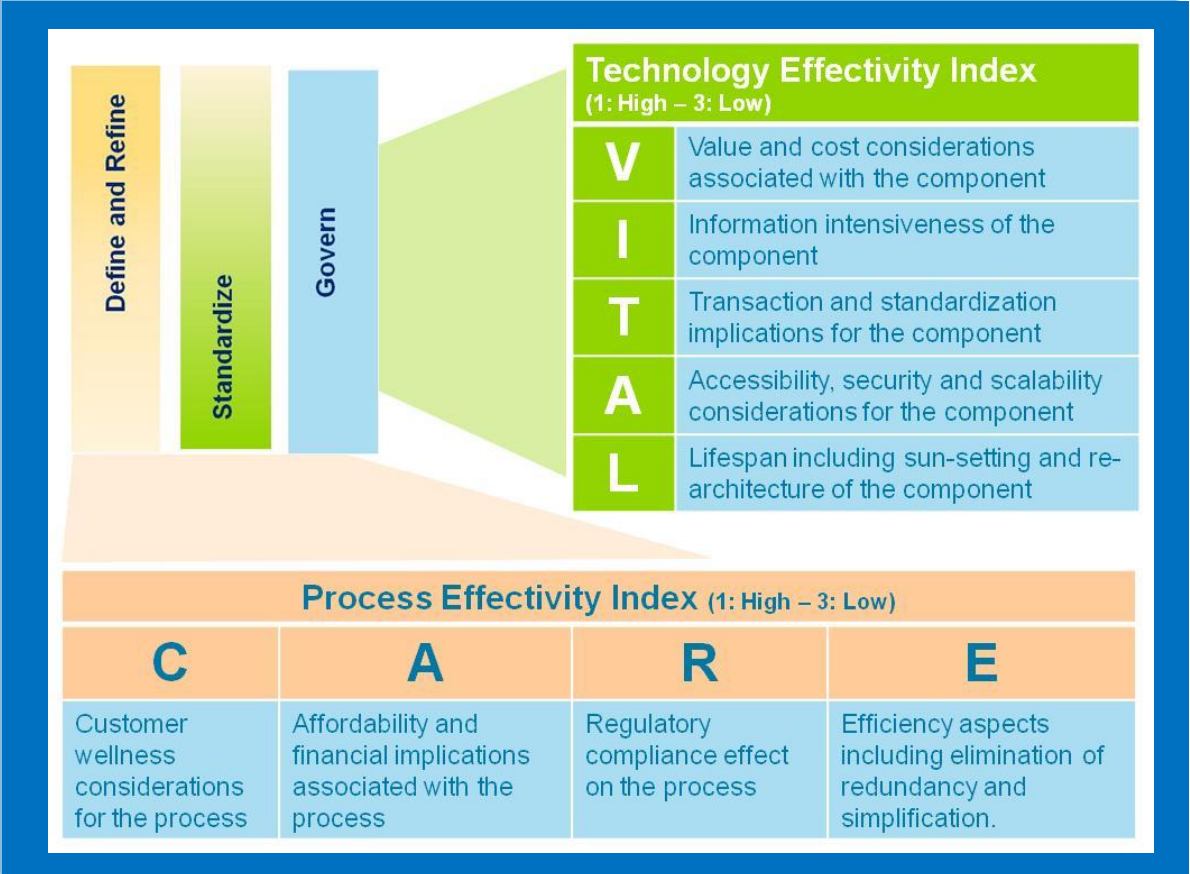 Define and Refine
Standardize
Govern
Technology Effectivity Index
(1: High – 3: Low)
V
Value and cost considerations
associated with the component
I
Information intensiveness of the
component
T
Transaction and standardization
implications for the component
A
Accessibility, security and scalability
considerations for the component
L
Lifespan including sun-setting and re-
architecture of the component
Process Effectivity Index (1: High – 3: Low)
C
A
R
E
Customer
wellness
considerations
for the process
Affordability and
financial implications
associated with the
process
Regulatory
compliance effect
on the process
Efficiency aspects
including elimination of
redundancy and
simplification.